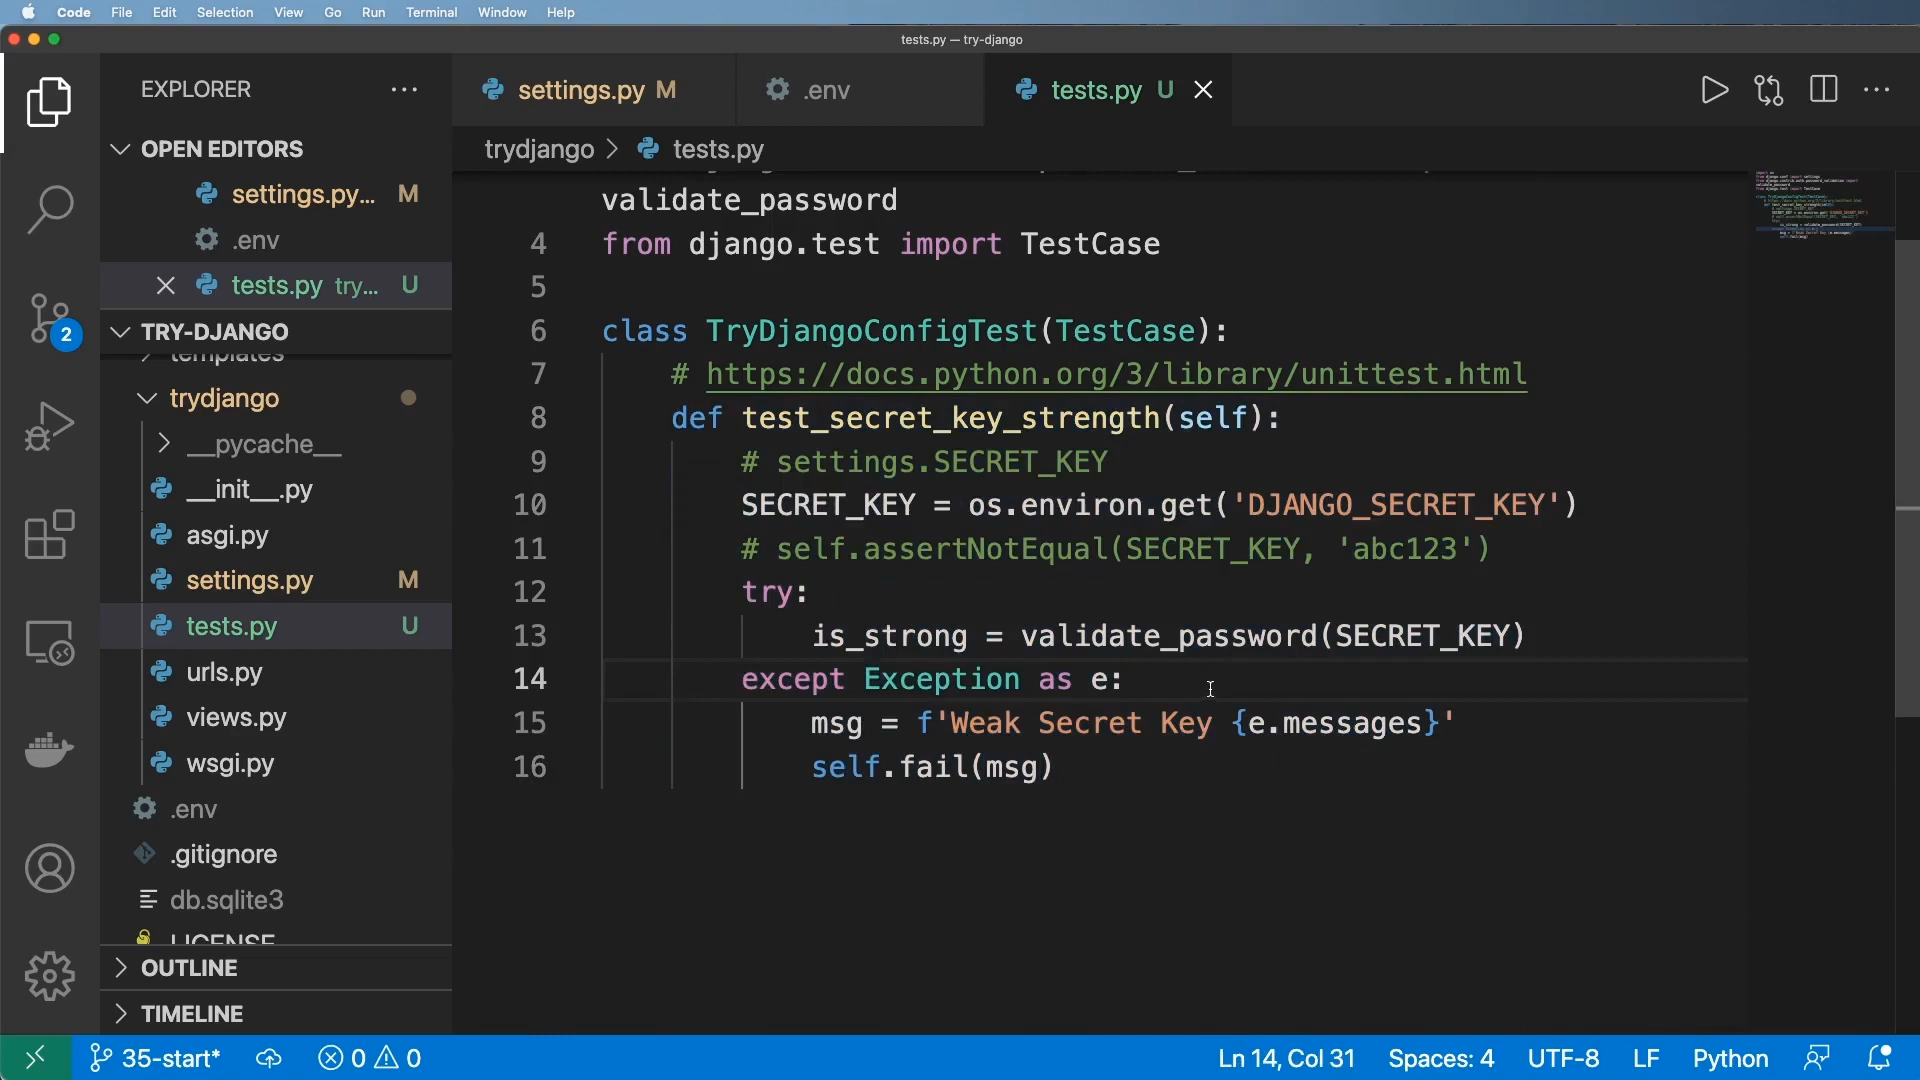 Code File Edit Selection View Go Run Terminal Window Help
tests.py — try-django
EXPLORER
OPEN EDITORS
settings.py... M
.env
tests.py try... U
TRY-DJANGO
templates
trydjango
__pycache__
__init__.py
asgi.py
settings.py M
tests.py U
urls.py
views.py
wsgi.py
.env
.gitignore
db.sqlite3
LICENSE
OUTLINE
TIMELINE
2
settings.py M .env tests.py U
trydjango > tests.py
validate_password
4 from django.test import TestCase
5
6 class TryDjangoConfigTest(TestCase):
7 # https://docs.python.org/3/library/unittest.html
8 def test_secret_key_strength(self):
9 # settings.SECRET_KEY
10 SECRET_KEY = os.environ.get('DJANGO_SECRET_KEY')
11 # self.assertNotEqual(SECRET_KEY, 'abc123')
12 try:
13 is_strong = validate_password(SECRET_KEY)
14 except Exception as e:
15 msg = f'Weak Secret Key {e.messages}'
16 self.fail(msg)
35-start* 0 0 Ln 14, Col 31 Spaces: 4 UTF-8 LF Python